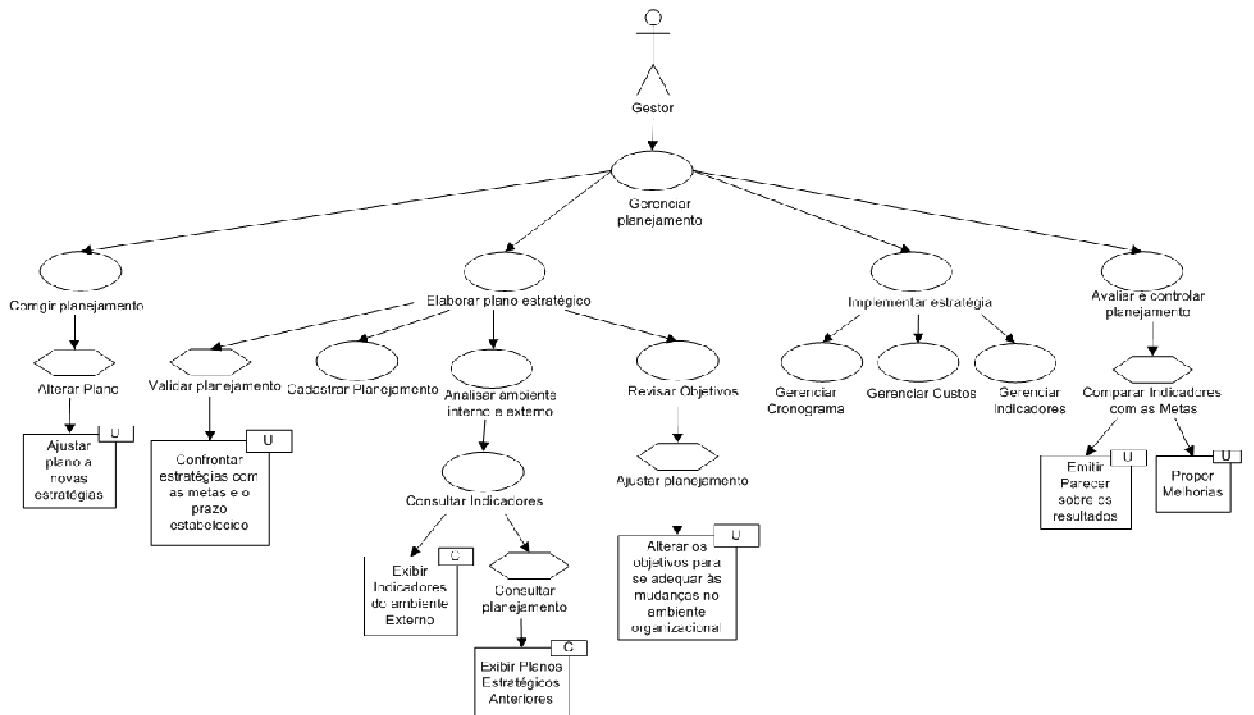 Gestor
Gerenciar
planejamento
Corrigir planejamento
Elaborar plano estratégico
Implementar estratégia
Avaliar e controlar
planejamento
Alterar Plano
Validar planejamento
Cadastrar Planejamento
Analisar ambiente
interno e externo
Revisar Objetivos
Gerenciar
Cronograma
Gerenciar Custos
Gerenciar
Indicadores
Comparar Indicadores
com as Metas
U
Ajustar
plano a
novas
estratégias
U
Confrontar
estratégias com
as metas e o
prazo
estabelecico
Consultar Indicadores
Ajustar planejamento
U
Emitir
Parecer
sobre os
resultados
U
Propor
Melhorias
C
Exibir
Indicadores
do ambiente
Externo
Consultar
planejamento
U
Alterar os
objetivos para
se adequar às
mudanças no
ambiente
organizacional
C
Exibir Planos
Estratégicos
Anteriores